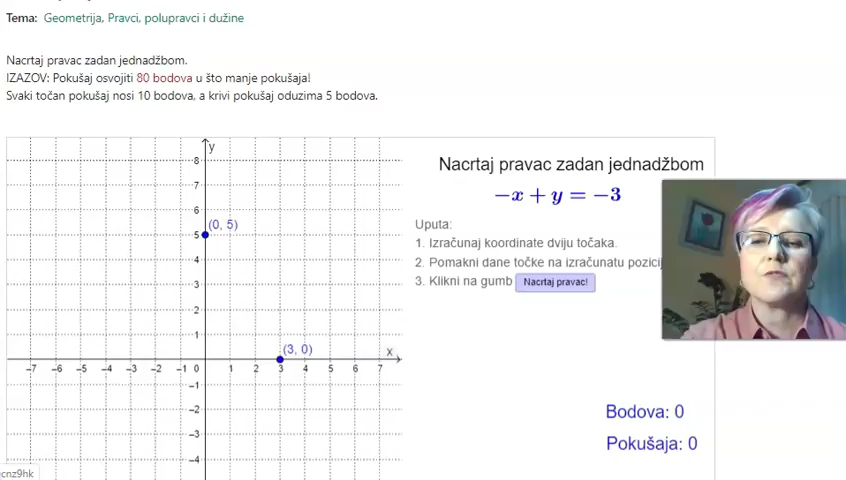 Tema: Geometrija, Pravci, polupravci i dužine
Nacrtaj pravac zadan jednadžbom.
IZAZOV: Pokušaj osvojiti 80 bodova u što manje pokušaja!
Svaki točan pokušaj nosi 10 bodova, a krivi pokušaj oduzima 5 bodova.
Nacrtaj pravac zadan jednadžbom
−x + y = −3
Uputa:
1. Izračunaj koordinate dviju točaka.
2. Pomakni dane točke na izračunatu pozicij
3. Klikni na gumb Nacrtaj pravac!
y
8
7
6
(0, 5)
5
4
3
2
1
(3, 0)
x
−7 −6 −5 −4 −3 −2 −1 0 1 2 3 4 5 6 7
−1
−2
−3
−4
Bodova: 0
Pokušaja: 0
cnz9hk